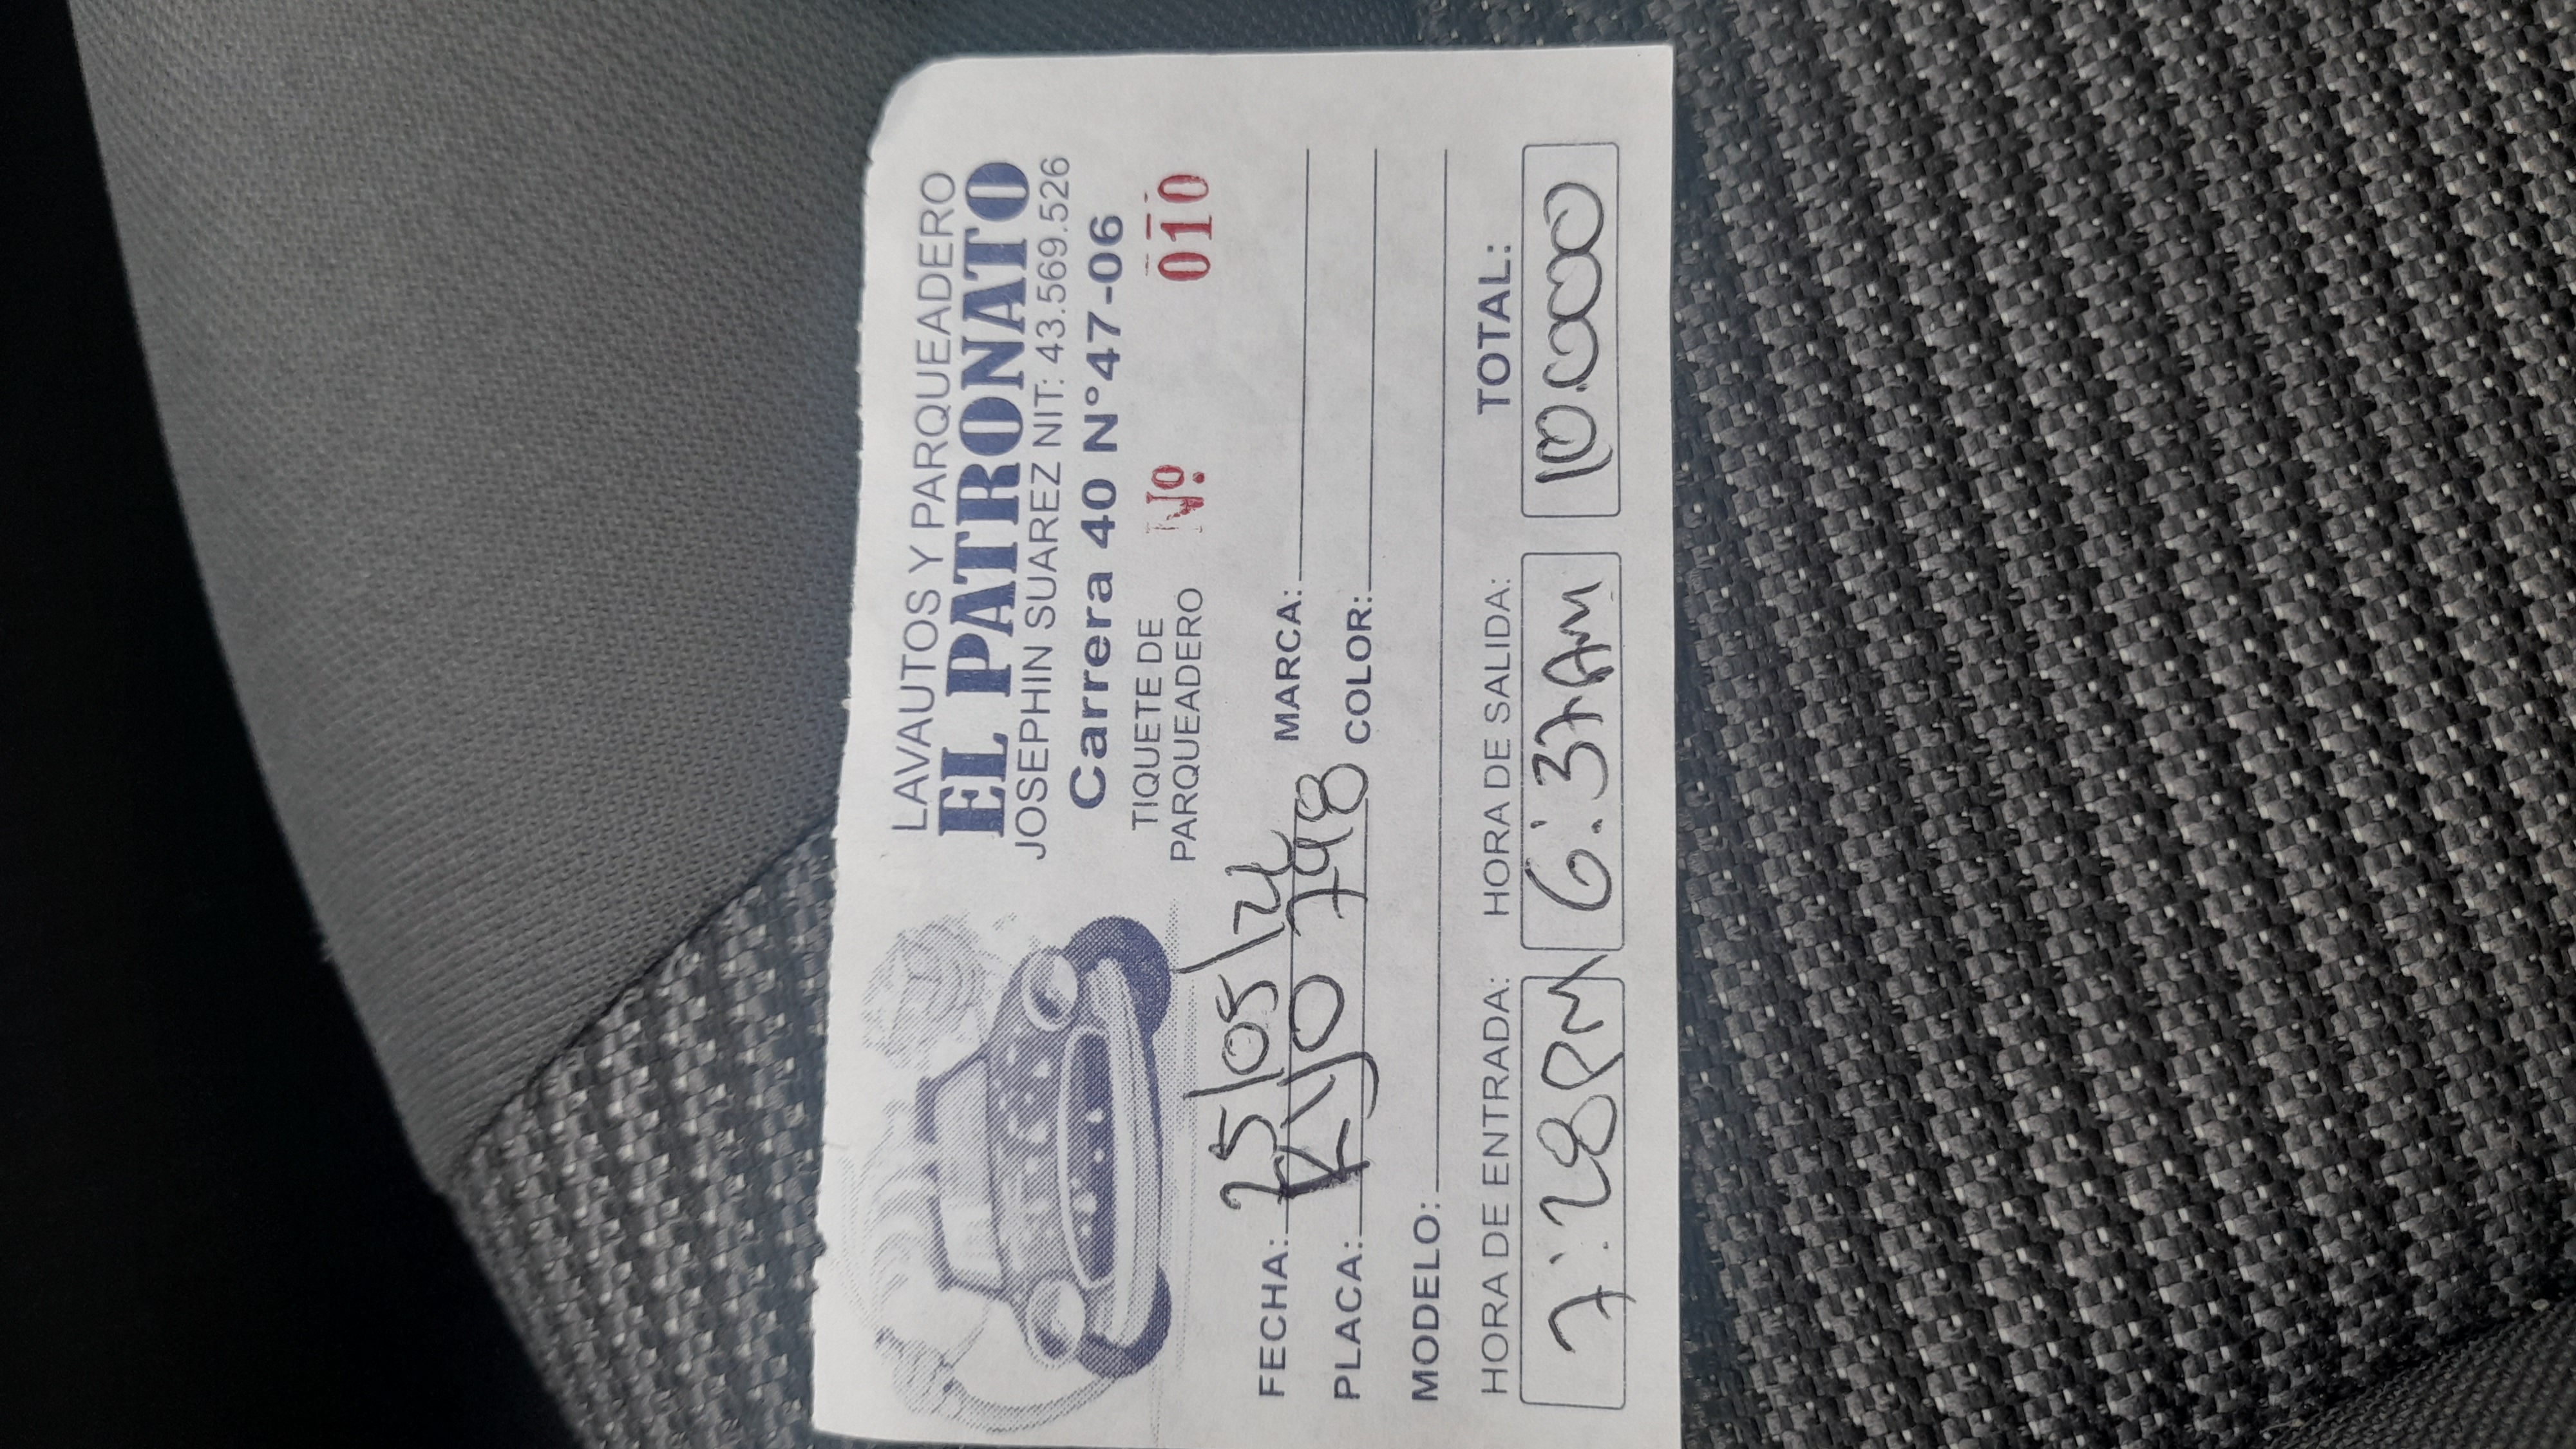 LAVAUTOS Y PARQUEADERO
EL PATRONATO
JOSEPHIN SUAREZ NIT: 43.569.526
Carrera 40 N°47-06
TIQUETE DE
PARQUEADERO Nº 010
FECHA: 25/05/24
PLACA: KJO 748 MARCA:
COLOR:
MODELO:
HORA DE ENTRADA: HORA DE SALIDA: TOTAL:
7:28PM 6:37AM 10.000